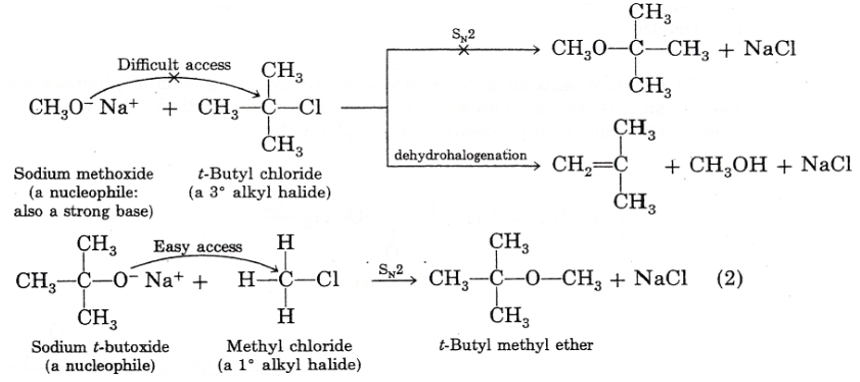 CH₃
S_N2
CH₃O—C—CH₃ + NaCl
Difficult access
CH₃
CH₃
CH₃O⁻ Na⁺ + CH₃—C—Cl
CH₃
CH₃
dehydrohalogenation
CH₂=C + CH₃OH + NaCl
CH₃
Sodium methoxide
(a nucleophile:
also a strong base)
t-Butyl chloride
(a 3° alkyl halide)
CH₃
Easy access
H
CH₃
CH₃—C—O⁻ Na⁺ + H—C—Cl S_N2 CH₃—C—O—CH₃ + NaCl (2)
CH₃
H
CH₃
Sodium t-butoxide
(a nucleophile)
Methyl chloride
(a 1° alkyl halide)
t-Butyl methyl ether